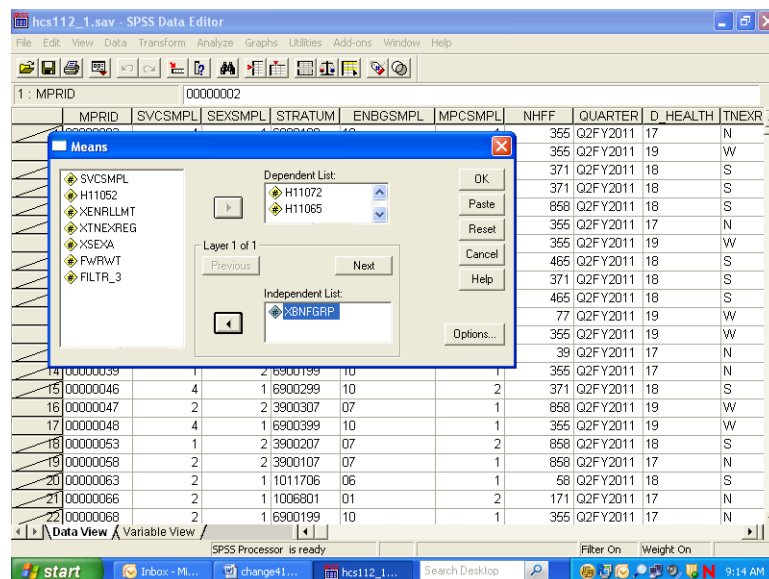 hcs112_1.sav - SPSS Data Editor
File Edit View Data Transform Analyze Graphs Utilities Add-ons Window Help
1 : MPRID 00000002
MPRID SVCSMPL SEXSMPL STRATUM ENBGSMPL MPCSMPL NHFF QUARTER D_HEALTH TNEXR
355 Q2FY2011 17 N
Means
355 Q2FY2011 19 W
371 Q2FY2011 18 S
371 Q2FY2011 18 S
858 Q2FY2011 18 S
355 Q2FY2011 17 N
355 Q2FY2011 19 W
465 Q2FY2011 18 S
371 Q2FY2011 18 S
465 Q2FY2011 18 S
77 Q2FY2011 19 W
355 Q2FY2011 19 W
39 Q2FY2011 17 N
SVCSMPL
H11052
XENRLLMT
XTNEXREG
XSEXA
FWRWT
FILTR_3
Dependent List:
H11072
H11065
Layer 1 of 1
Previous Next
Independent List:
XBNFGRP
OK
Paste
Reset
Cancel
Help
Options...
14 00000039 1 2 6900199 10 1 355 Q2FY2011 17 N
15 00000046 4 1 6900299 10 2 371 Q2FY2011 18 S
16 00000047 2 2 3900307 07 1 858 Q2FY2011 19 W
17 00000048 4 1 6900399 10 1 355 Q2FY2011 19 W
18 00000053 1 2 3900207 07 2 858 Q2FY2011 18 S
19 00000058 2 2 3900107 07 1 858 Q2FY2011 17 N
20 00000063 2 1 1011706 06 1 58 Q2FY2011 18 S
21 00000066 2 1 1006801 01 2 171 Q2FY2011 17 N
22 00000068 2 1 6900199 10 1 355 Q2FY2011 17 N
Data View Variable View
SPSS Processor is ready Filter On Weight On
start Inbox - Mi... change41... hcs112_1... Search Desktop 9:14 AM